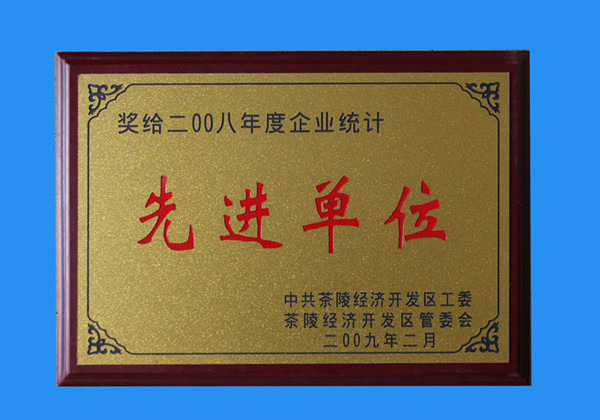 奖给二00八年度企业统计
先进单位
中共茶陵经济开发区工委
茶陵经济开发区管委会
二00九年二月